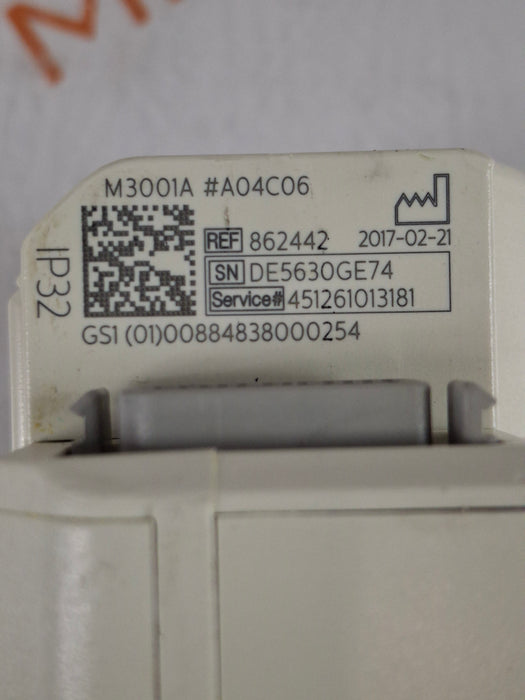 M3001A #A04C06
REF 862442 2017-02-21
SN DE5630GE74
Service# 451261013181
GS1 (01)00884838000254
IP32